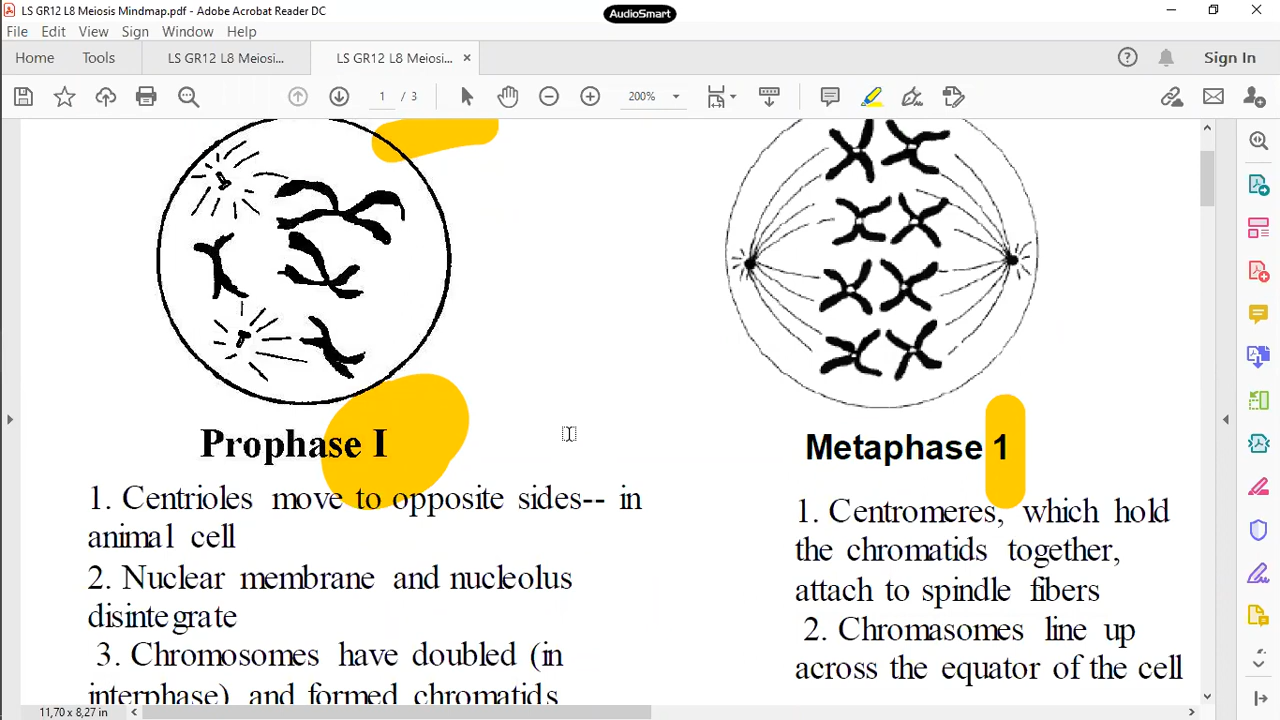 LS GR12 L8 Meiosis Mindmap.pdf - Adobe Acrobat Reader DC
AudioSmart
File Edit View Sign Window Help
Home Tools LS GR12 L8 Meiosi... LS GR12 L8 Meiosi... ×
Sign In
1 / 3 200%
Prophase I
1. Centrioles move to opposite sides-- in
animal cell
2. Nuclear membrane and nucleolus
disintegrate
3. Chromosomes have doubled (in
interphase) and formed chromatids
Metaphase 1
1. Centromeres, which hold
the chromatids together,
attach to spindle fibers
2. Chromasomes line up
across the equator of the cell
11,70 x 8,27 in